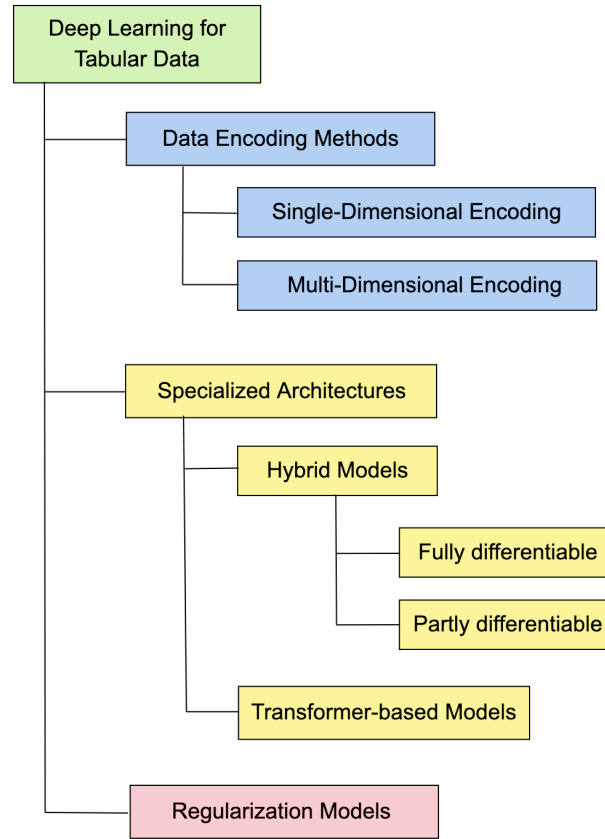 Deep Learning for
Tabular Data
Data Encoding Methods
Single-Dimensional Encoding
Multi-Dimensional Encoding
Specialized Architectures
Hybrid Models
Fully differentiable
Partly differentiable
Transformer-based Models
Regularization Models